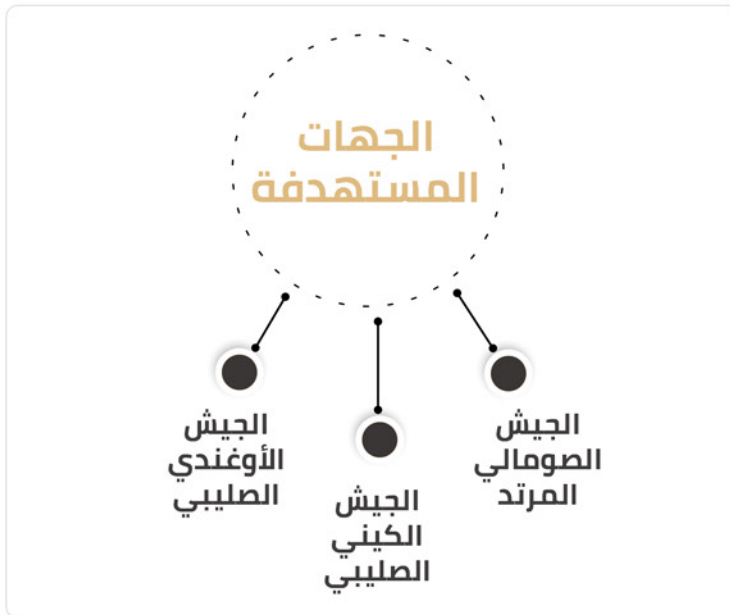 الجهات
المستهدفة
الجيش
الصومالي
المرتد
الجيش
الكيني
الصليبي
الجيش
الأوغندي
الصليبي